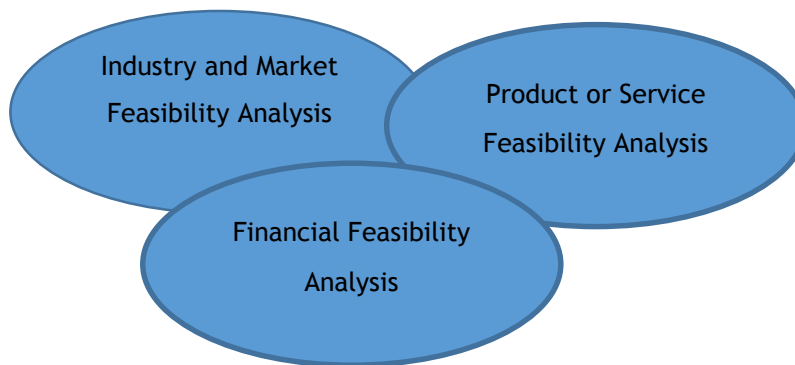 Industry and Market
Feasibility Analysis
Product or Service
Feasibility Analysis
Financial Feasibility
Analysis